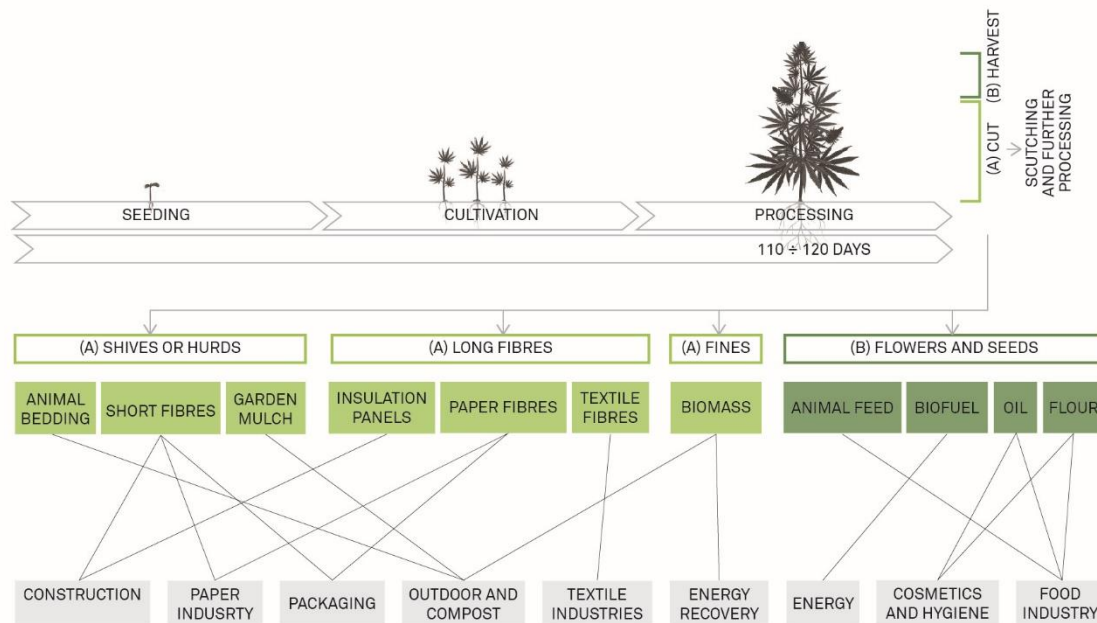 (B) HARVEST
(A) CUT
SCUTCHING
AND FURTHER
PROCESSING
SEEDING
CULTIVATION
PROCESSING
110 ÷ 120 DAYS
(A) SHIVES OR HURDS
(A) LONG FIBRES
(A) FINES
(B) FLOWERS AND SEEDS
ANIMAL
BEDDING
SHORT FIBRES
GARDEN
MULCH
INSULATION
PANELS
PAPER FIBRES
TEXTILE
FIBRES
BIOMASS
ANIMAL FEED
BIOFUEL
OIL
FLOUR
CONSTRUCTION
PAPER
INDUSRTY
PACKAGING
OUTDOOR AND
COMPOST
TEXTILE
INDUSTRIES
ENERGY
RECOVERY
ENERGY
COSMETICS
AND HYGIENE
FOOD
INDUSTRY